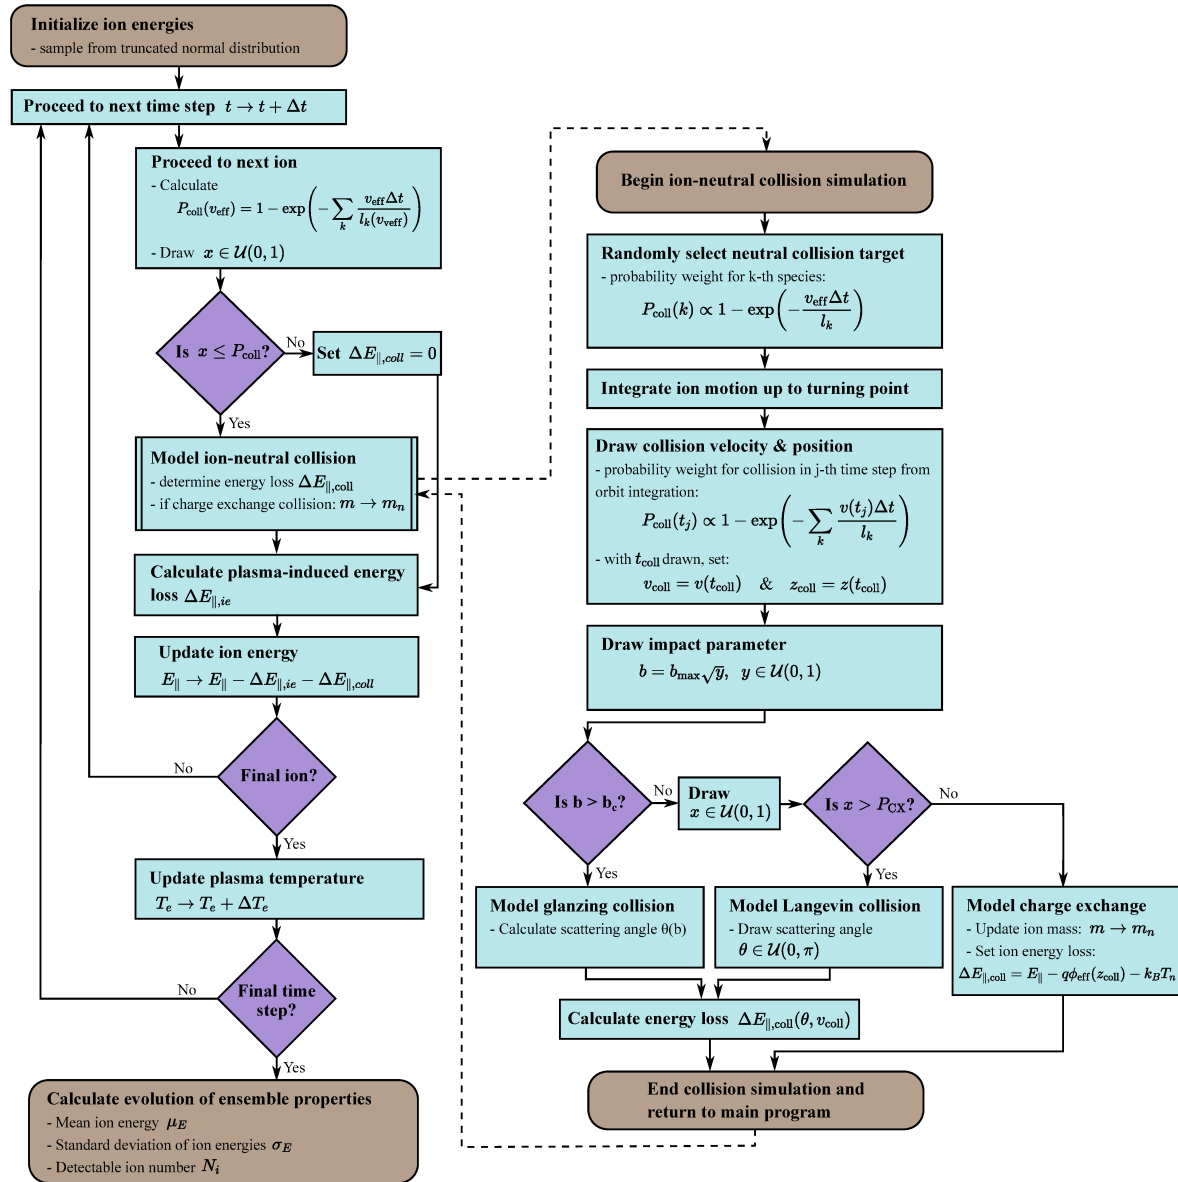 Initialize ion energies
- sample from truncated normal distribution
Proceed to next time step t → t + Δt
Proceed to next ion
- Calculate
P_coll(v_eff) = 1 − exp(−∑_k v_eff Δt / l_k(v_veff))
- Draw x ∈ 𝒰(0, 1)
Is x ≤ P_coll?
No
Set ΔE_∥,coll = 0
Yes
Model ion-neutral collision
- determine energy loss ΔE_∥,coll
- if charge exchange collision: m → m_n
Calculate plasma-induced energy
loss ΔE_∥,ie
Update ion energy
E_∥ → E_∥ − ΔE_∥,ie − ΔE_∥,coll
Final ion?
No
Yes
Update plasma temperature
T_e → T_e + ΔT_e
Final time
step?
No
Yes
Calculate evolution of ensemble properties
- Mean ion energy μ_E
- Standard deviation of ion energies σ_E
- Detectable ion number N_i
Begin ion-neutral collision simulation
Randomly select neutral collision target
- probability weight for k-th species:
P_coll(k) ∝ 1 − exp(−v_eff Δt / l_k)
Integrate ion motion up to turning point
Draw collision velocity & position
- probability weight for collision in j-th time step from
orbit integration:
P_coll(t_j) ∝ 1 − exp(−∑_k v(t_j)Δt / l_k)
- with t_coll drawn, set:
v_coll = v(t_coll) & z_coll = z(t_coll)
Draw impact parameter
b = b_max √y, y ∈ 𝒰(0, 1)
Is b > b_c?
No
Draw
x ∈ 𝒰(0, 1)
Is x > P_CX?
No
Yes
Yes
Model glanzing collision
- Calculate scattering angle θ(b)
Model Langevin collision
- Draw scattering angle
θ ∈ 𝒰(0, π)
Model charge exchange
- Update ion mass: m → m_n
- Set ion energy loss:
ΔE_∥,coll = E_∥ − qϕ_eff(z_coll) − k_B T_n
Calculate energy loss ΔE_∥,coll(θ, v_coll)
End collision simulation and
return to main program